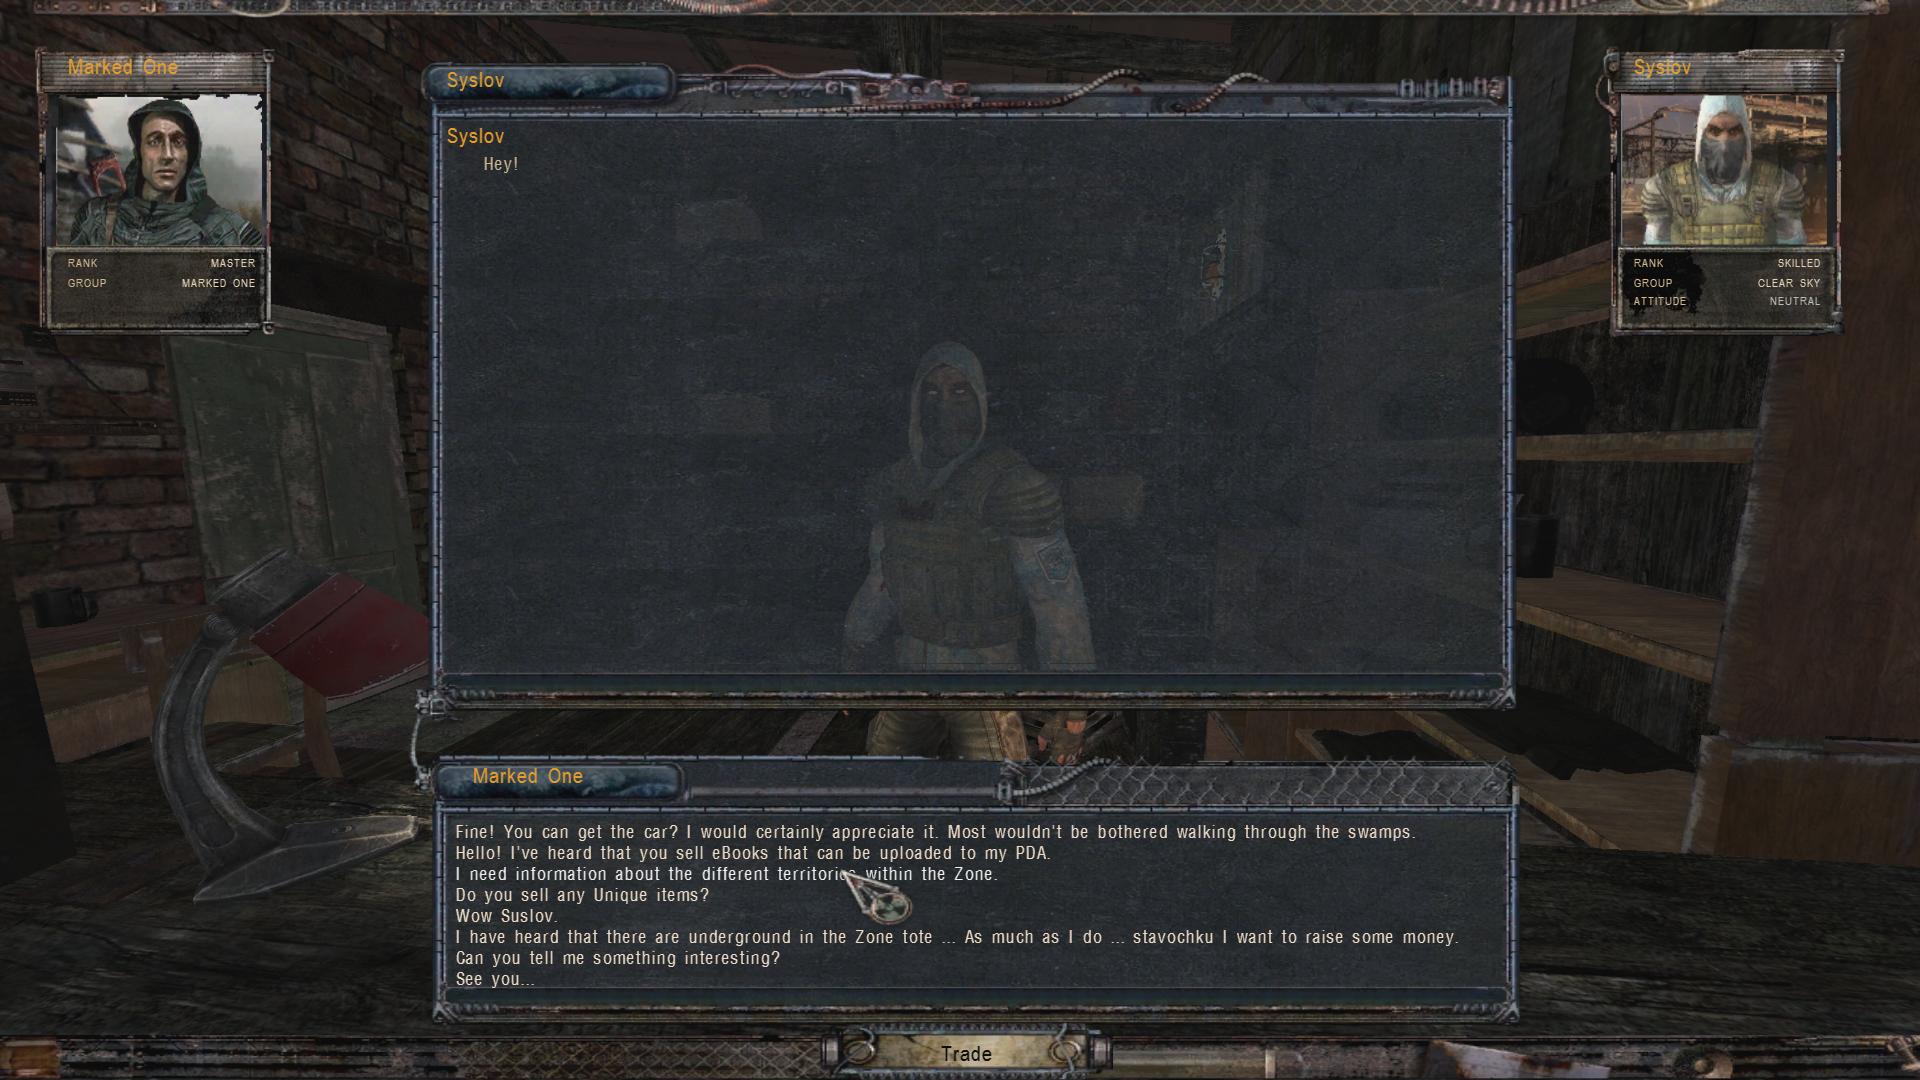 Marked One
RANK MASTER
GROUP MARKED ONE
Syslov
Syslov
Hey!
Syslov
RANK SKILLED
GROUP CLEAR SKY
ATTITUDE NEUTRAL
Marked One
Fine! You can get the car? I would certainly appreciate it. Most wouldn't be bothered walking through the swamps.
Hello! I've heard that you sell eBooks that can be uploaded to my PDA.
I need information about the different territories within the Zone.
Do you sell any Unique items?
Wow Suslov.
I have heard that there are underground in the Zone tote ... As much as I do ... stavochku I want to raise some money.
Can you tell me something interesting?
See you...
Trade